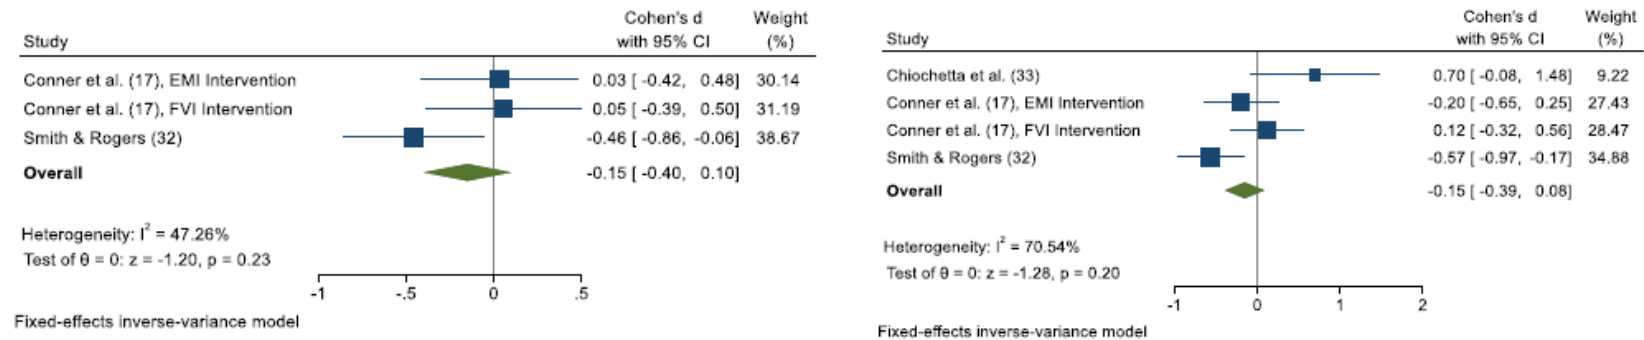 Cohen's d Weight
Study with 95% CI (%)
Conner et al. (17), EMI Intervention 0.03 [ -0.42, 0.48] 30.14
Conner et al. (17), FVI Intervention 0.05 [ -0.39, 0.50] 31.19
Smith & Rogers (32) -0.46 [ -0.86, -0.06] 38.67
Overall -0.15 [ -0.40, 0.10]
Heterogeneity: I² = 47.26%
Test of θ = 0: z = -1.20, p = 0.23
-1 -.5 0 .5
Fixed-effects inverse-variance model
Cohen's d Weight
Study with 95% CI (%)
Chiochetta et al. (33) 0.70 [ -0.08, 1.48] 9.22
Conner et al. (17), EMI Intervention -0.20 [ -0.65, 0.25] 27.43
Conner et al. (17), FVI Intervention 0.12 [ -0.32, 0.56] 28.47
Smith & Rogers (32) -0.57 [ -0.97, -0.17] 34.88
Overall -0.15 [ -0.39, 0.08]
Heterogeneity: I² = 70.54%
Test of θ = 0: z = -1.28, p = 0.20
-1 0 1 2
Fixed-effects inverse-variance model